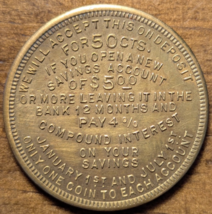 WE WILL ACCEPT THIS ON DEPOSIT
FOR 50 CTS.
IF YOU OPEN A NEW
SAVINGS ACCOUNT
OF $5.00
OR MORE LEAVING IT IN THE
BANK 12 MONTHS AND
PAY 4%
COMPOUND INTEREST
ON YOUR
SAVINGS
JANUARY 1ST AND JULY 1ST
ONLY ONE COIN TO EACH ACCOUNT